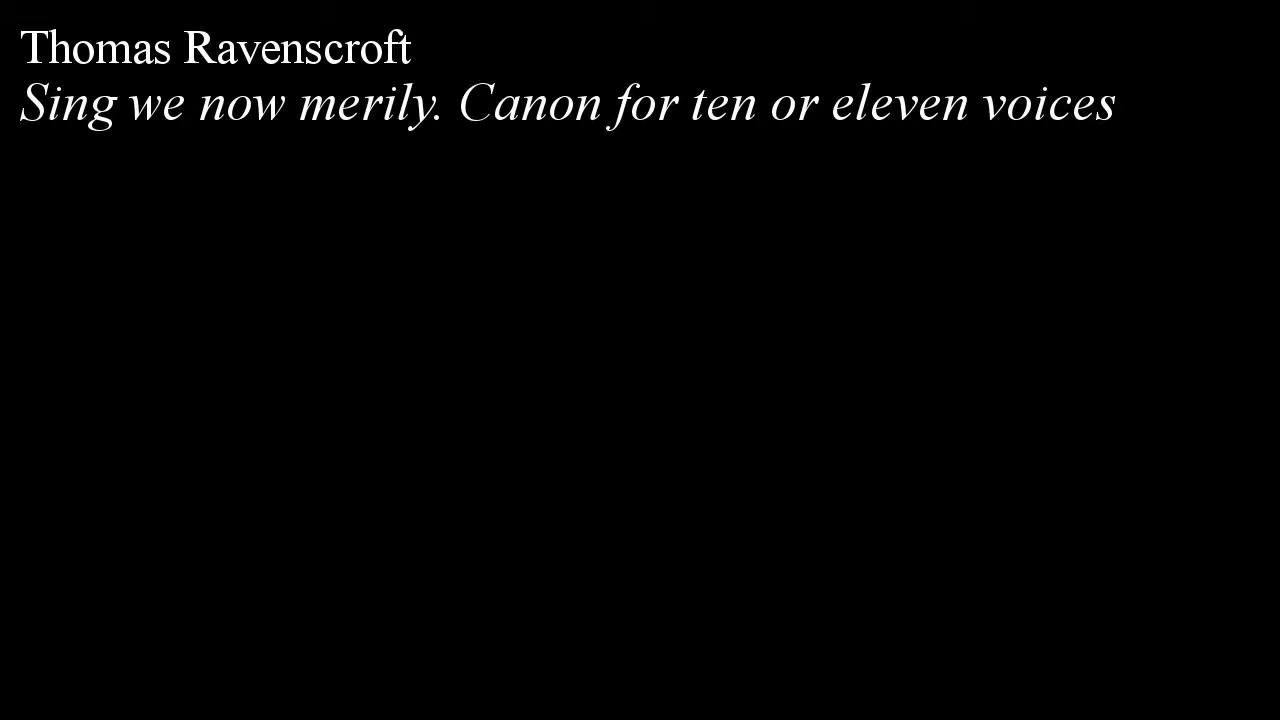 Thomas Ravenscroft
Sing we now merily. Canon for ten or eleven voices